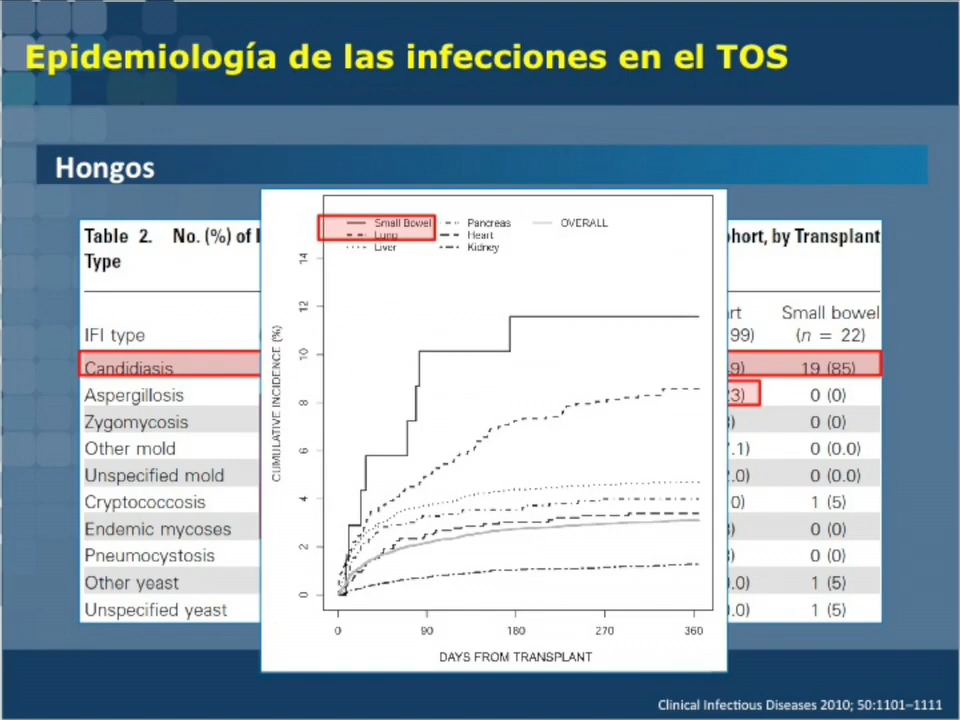 Epidemiología de las infecciones en el TOS
Hongos
Table 2. No. (%) of
hort, by Transplant
Type
IFI type
Small bowel
99)
(n = 22)
Candidiasis
9)
19 (85)
Aspergillosis
3)
0 (0)
Zygomycosis
0 (0)
Other mold
.1)
0 (0.0)
Unspecified mold
.0)
0 (0.0)
Cryptococcosis
0)
1 (5)
Endemic mycoses
0 (0)
Pneumocystosis
0 (0)
Other yeast
.0)
1 (5)
Unspecified yeast
.0)
1 (5)
Small Bowel
Pancreas
OVERALL
Lung
Heart
Liver
Kidney
CUMULATIVE INCIDENCE (%)
14
12
10
8
6
4
2
0
0 90 180 270 360
DAYS FROM TRANSPLANT
Clinical Infectious Diseases 2010; 50:1101–1111